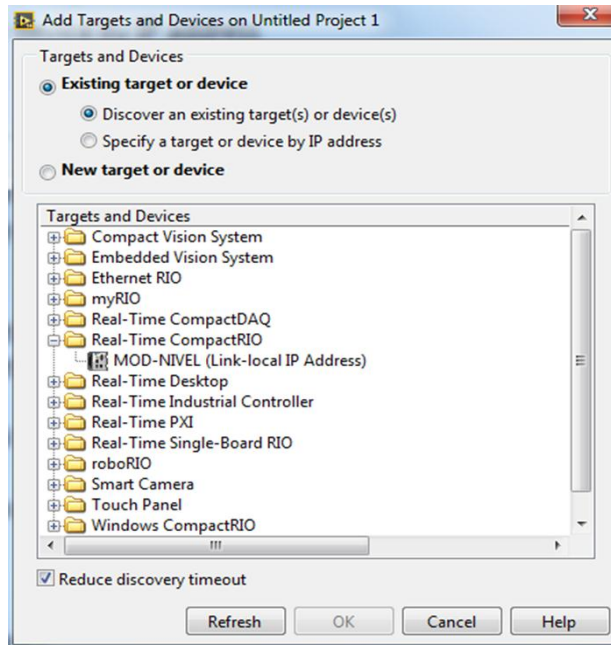 Add Targets and Devices on Untitled Project 1
Targets and Devices
Existing target or device
Discover an existing target(s) or device(s)
Specify a target or device by IP address
New target or device
Targets and Devices
Compact Vision System
Embedded Vision System
Ethernet RIO
myRIO
Real-Time CompactDAQ
Real-Time CompactRIO
MOD-NIVEL (Link-local IP Address)
Real-Time Desktop
Real-Time Industrial Controller
Real-Time PXI
Real-Time Single-Board RIO
roboRIO
Smart Camera
Touch Panel
Windows CompactRIO
Reduce discovery timeout
Refresh OK Cancel Help